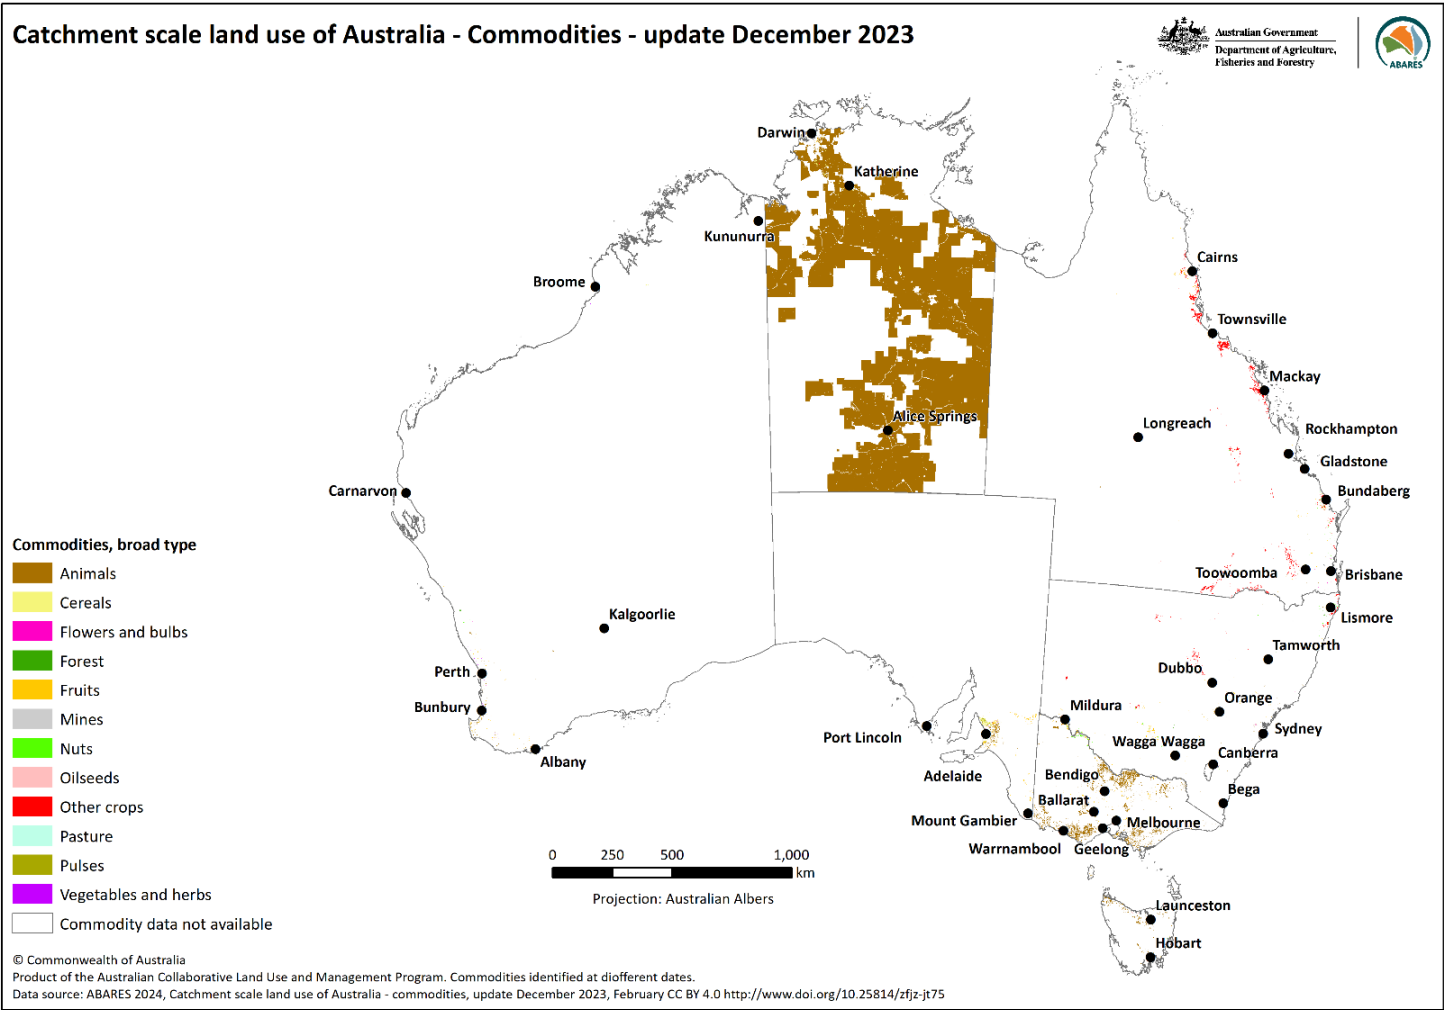 Catchment scale land use of Australia - Commodities - update December 2023
Australian Government
Department of Agriculture,
Fisheries and Forestry
ABARES
Darwin
Katherine
Kununurra
Cairns
Broome
Townsville
Mackay
Alice Springs
Longreach
Rockhampton
Gladstone
Carnarvon
Bundaberg
Toowoomba
Brisbane
Kalgoorlie
Lismore
Tamworth
Perth
Dubbo
Orange
Bunbury
Mildura
Sydney
Port Lincoln
Wagga Wagga
Canberra
Albany
Adelaide
Bendigo
Bega
Ballarat
Mount Gambier
Melbourne
Warrnambool
Geelong
Launceston
Hobart
Commodities, broad type
Animals
Cereals
Flowers and bulbs
Forest
Fruits
Mines
Nuts
Oilseeds
Other crops
Pasture
Pulses
Vegetables and herbs
Commodity data not available
0 250 500 1,000
km
Projection: Australian Albers
© Commonwealth of Australia
Product of the Australian Collaborative Land Use and Management Program. Commodities identified at diofferent dates.
Data source: ABARES 2024, Catchment scale land use of Australia - commodities, update December 2023, February CC BY 4.0 http://www.doi.org/10.25814/zfjz-jt75